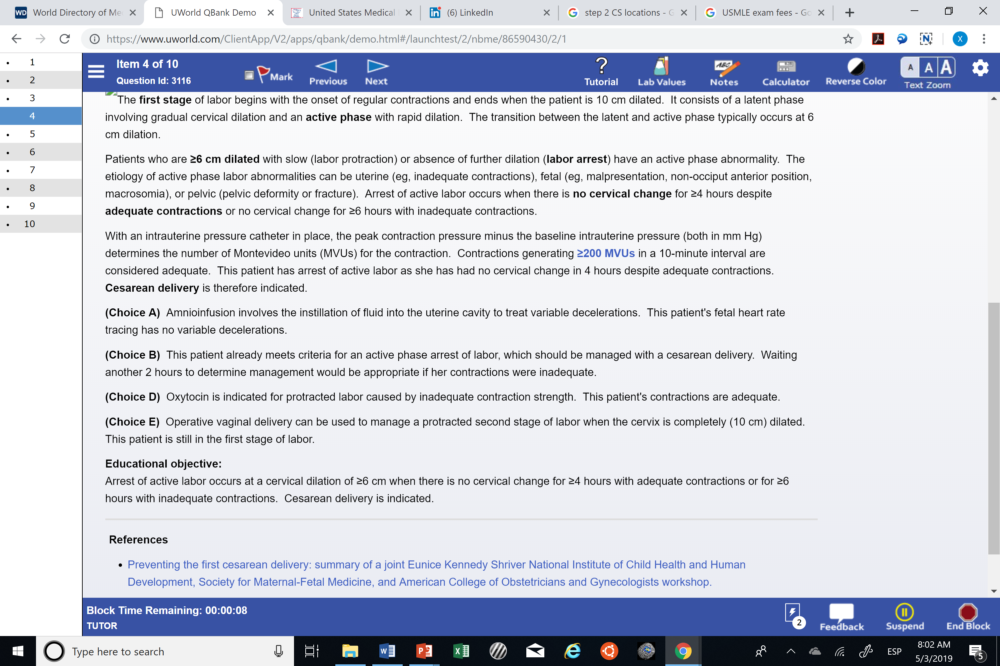 World Directory of Me
UWorld QBank Demo
United States Medical
(6) LinkedIn
step 2 CS locations - G
USMLE exam fees - Go
https://www.uworld.com/ClientApp/V2/apps/qbank/demo.html#/launchtest/2/nbme/86590430/2/1
X
1
2
3
4
5
6
7
8
9
10
Item 4 of 10
Question Id: 3116
Mark
Previous
Next
Tutorial
Lab Values
Notes
Calculator
Reverse Color
A A A
Text Zoom
The first stage of labor begins with the onset of regular contractions and ends when the patient is 10 cm dilated. It consists of a latent phase
involving gradual cervical dilation and an active phase with rapid dilation. The transition between the latent and active phase typically occurs at 6
cm dilation.
Patients who are ≥6 cm dilated with slow (labor protraction) or absence of further dilation (labor arrest) have an active phase abnormality. The
etiology of active phase labor abnormalities can be uterine (eg, inadequate contractions), fetal (eg, malpresentation, non-occiput anterior position,
macrosomia), or pelvic (pelvic deformity or fracture). Arrest of active labor occurs when there is no cervical change for ≥4 hours despite
adequate contractions or no cervical change for ≥6 hours with inadequate contractions.
With an intrauterine pressure catheter in place, the peak contraction pressure minus the baseline intrauterine pressure (both in mm Hg)
determines the number of Montevideo units (MVUs) for the contraction. Contractions generating ≥200 MVUs in a 10-minute interval are
considered adequate. This patient has arrest of active labor as she has had no cervical change in 4 hours despite adequate contractions.
Cesarean delivery is therefore indicated.
(Choice A) Amnioinfusion involves the instillation of fluid into the uterine cavity to treat variable decelerations. This patient's fetal heart rate
tracing has no variable decelerations.
(Choice B) This patient already meets criteria for an active phase arrest of labor, which should be managed with a cesarean delivery. Waiting
another 2 hours to determine management would be appropriate if her contractions were inadequate.
(Choice D) Oxytocin is indicated for protracted labor caused by inadequate contraction strength. This patient's contractions are adequate.
(Choice E) Operative vaginal delivery can be used to manage a protracted second stage of labor when the cervix is completely (10 cm) dilated.
This patient is still in the first stage of labor.
Educational objective:
Arrest of active labor occurs at a cervical dilation of ≥6 cm when there is no cervical change for ≥4 hours with adequate contractions or for ≥6
hours with inadequate contractions. Cesarean delivery is indicated.
References
Preventing the first cesarean delivery: summary of a joint Eunice Kennedy Shriver National Institute of Child Health and Human
Development, Society for Maternal-Fetal Medicine, and American College of Obstetricians and Gynecologists workshop.
Block Time Remaining: 00:00:08
TUTOR
2
Feedback
Suspend
End Block
Type here to search
ESP
8:02 AM
5/3/2019
5